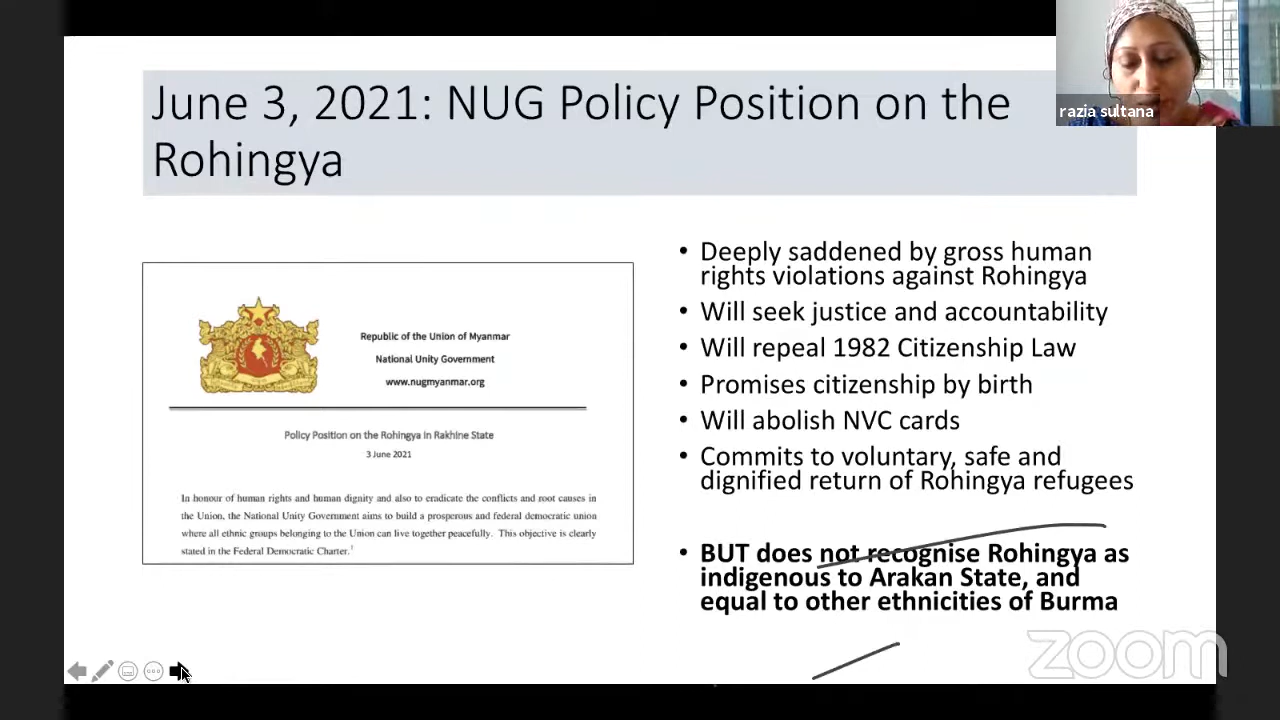 June 3, 2021: NUG Policy Position on the
Rohingya
razia sultana
Republic of the Union of Myanmar
National Unity Government
www.nugmyanmar.org
Policy Position on the Rohingya in Rakhine State
3 June 2021
In honour of human rights and human dignity and also to eradicate the conflicts and root causes in
the Union, the National Unity Government aims to build a prosperous and federal democratic union
where all ethnic groups belonging to the Union can live together peacefully. This objective is clearly
stated in the Federal Democratic Charter.1
• Deeply saddened by gross human
rights violations against Rohingya
• Will seek justice and accountability
• Will repeal 1982 Citizenship Law
• Promises citizenship by birth
• Will abolish NVC cards
• Commits to voluntary, safe and
dignified return of Rohingya refugees
• BUT does not recognise Rohingya as
indigenous to Arakan State, and
equal to other ethnicities of Burma
zoom